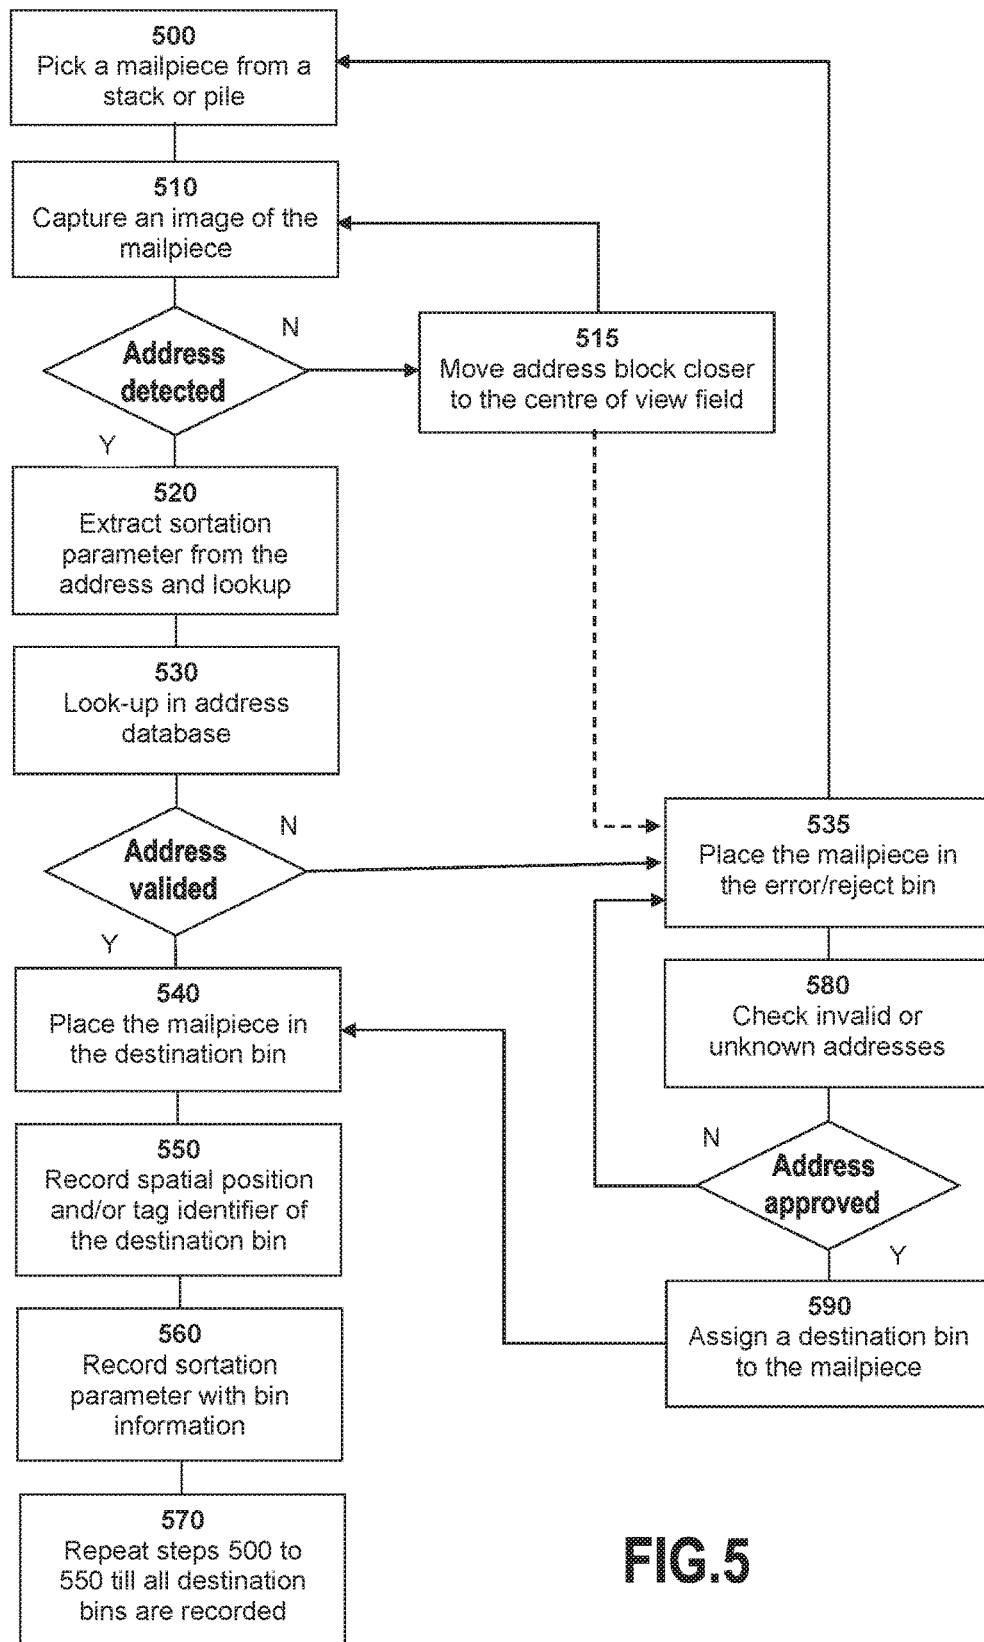 500
Pick a mailpiece from a
stack or pile
510
Capture an image of the
mailpiece
Address
detected
N
Y
515
Move address block closer
to the centre of view field
520
Extract sortation
parameter from the
address and lookup
530
Look-up in address
database
Address
valided
N
Y
535
Place the mailpiece in
the error/reject bin
540
Place the mailpiece in
the destination bin
580
Check invalid or
unknown addresses
550
Record spatial position
and/or tag identifier of
the destination bin
Address
approved
N
Y
560
Record sortation
parameter with bin
information
590
Assign a destination bin
to the mailpiece
570
Repeat steps 500 to
550 till all destination
bins are recorded
FIG.5